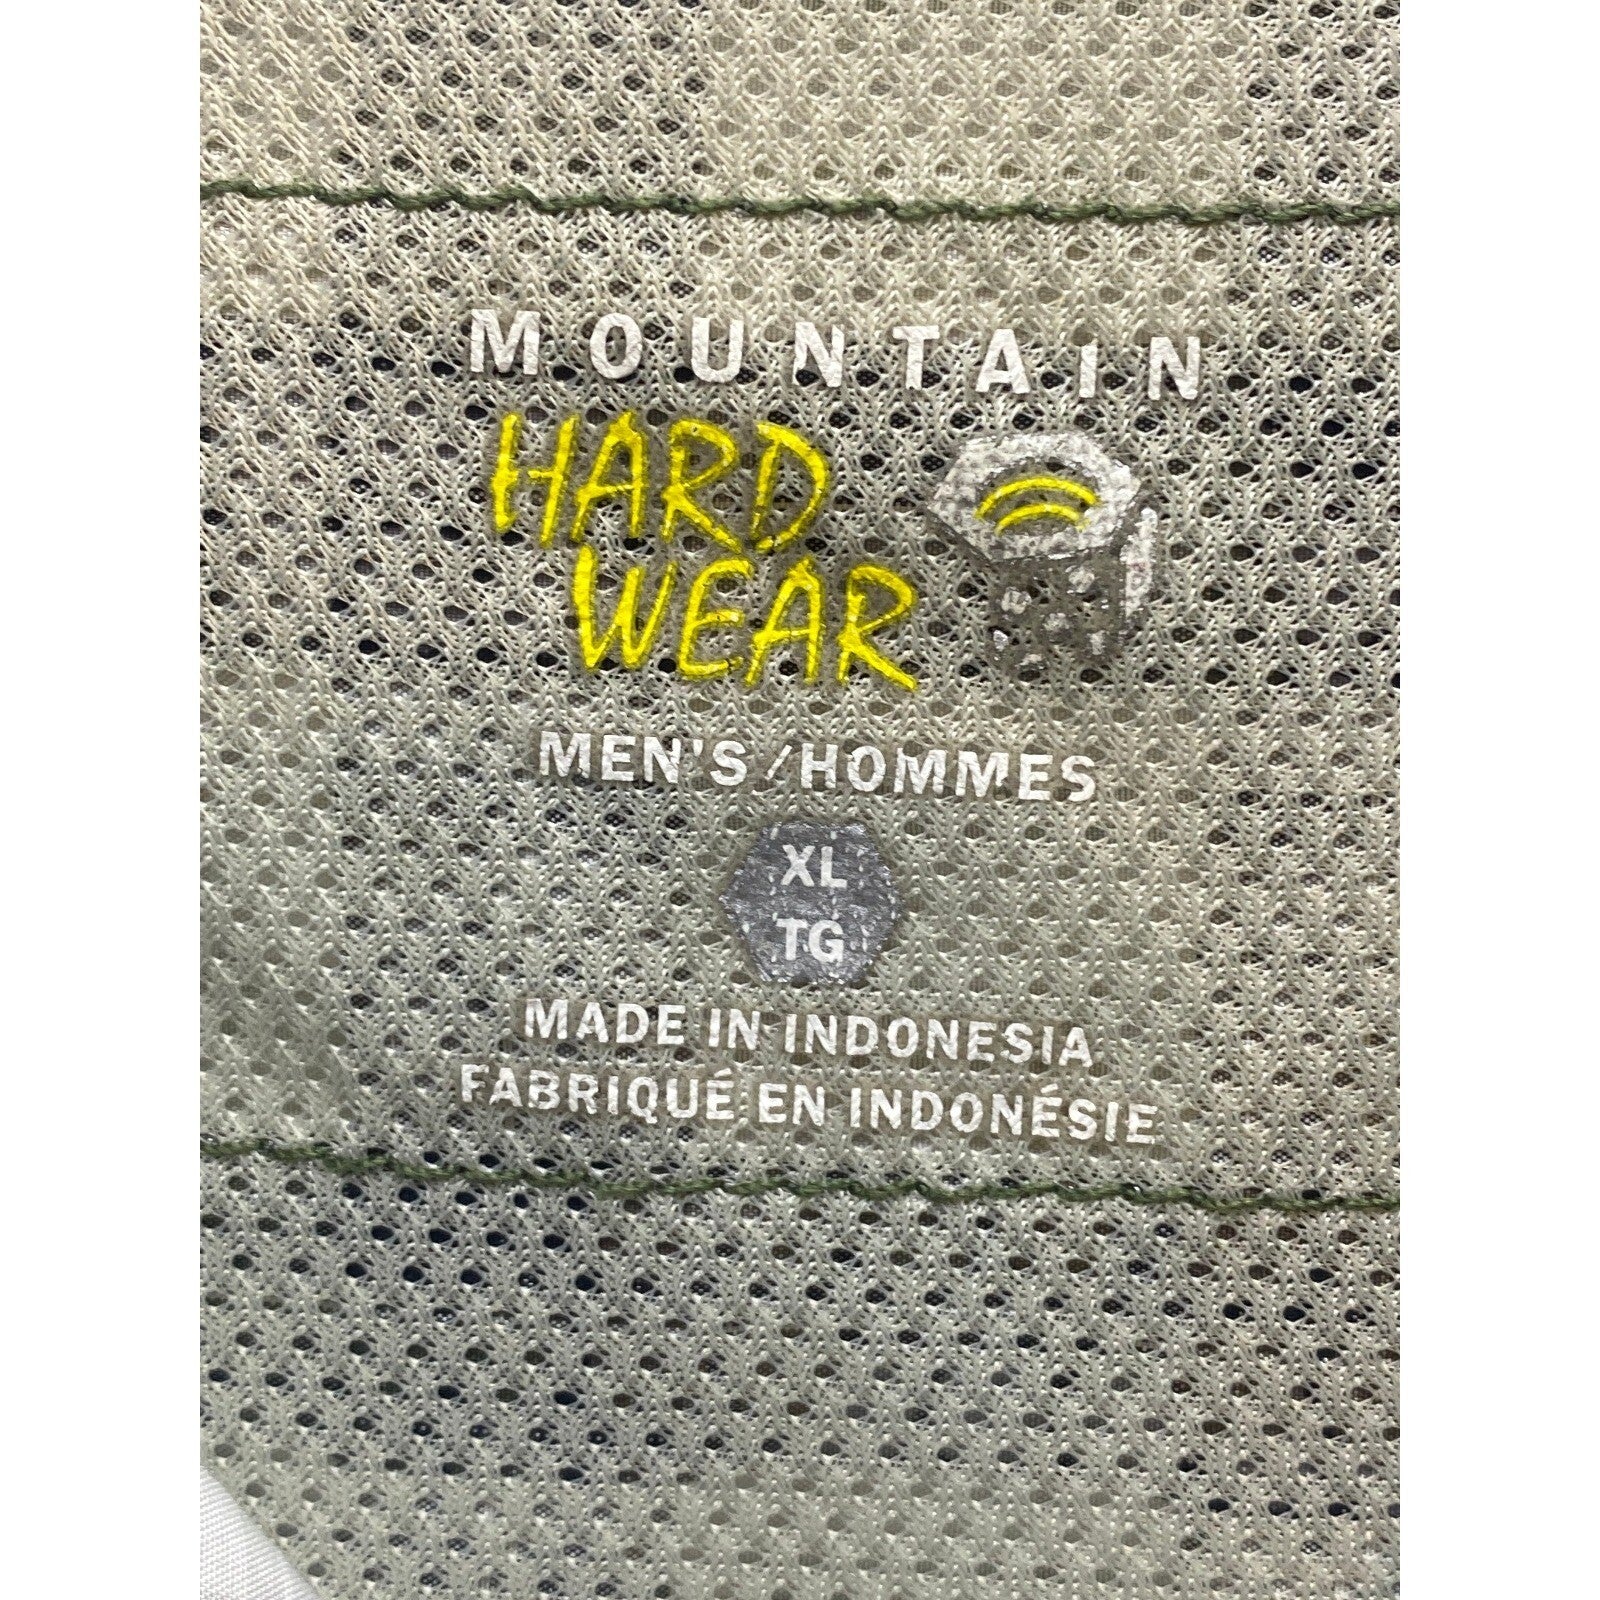 MOUNTAiN
HARD
WEAR
MEN'S/HOMMES
XL
TG
MADE IN INDONESIA
FABRIQUÉ EN INDONÉSIE